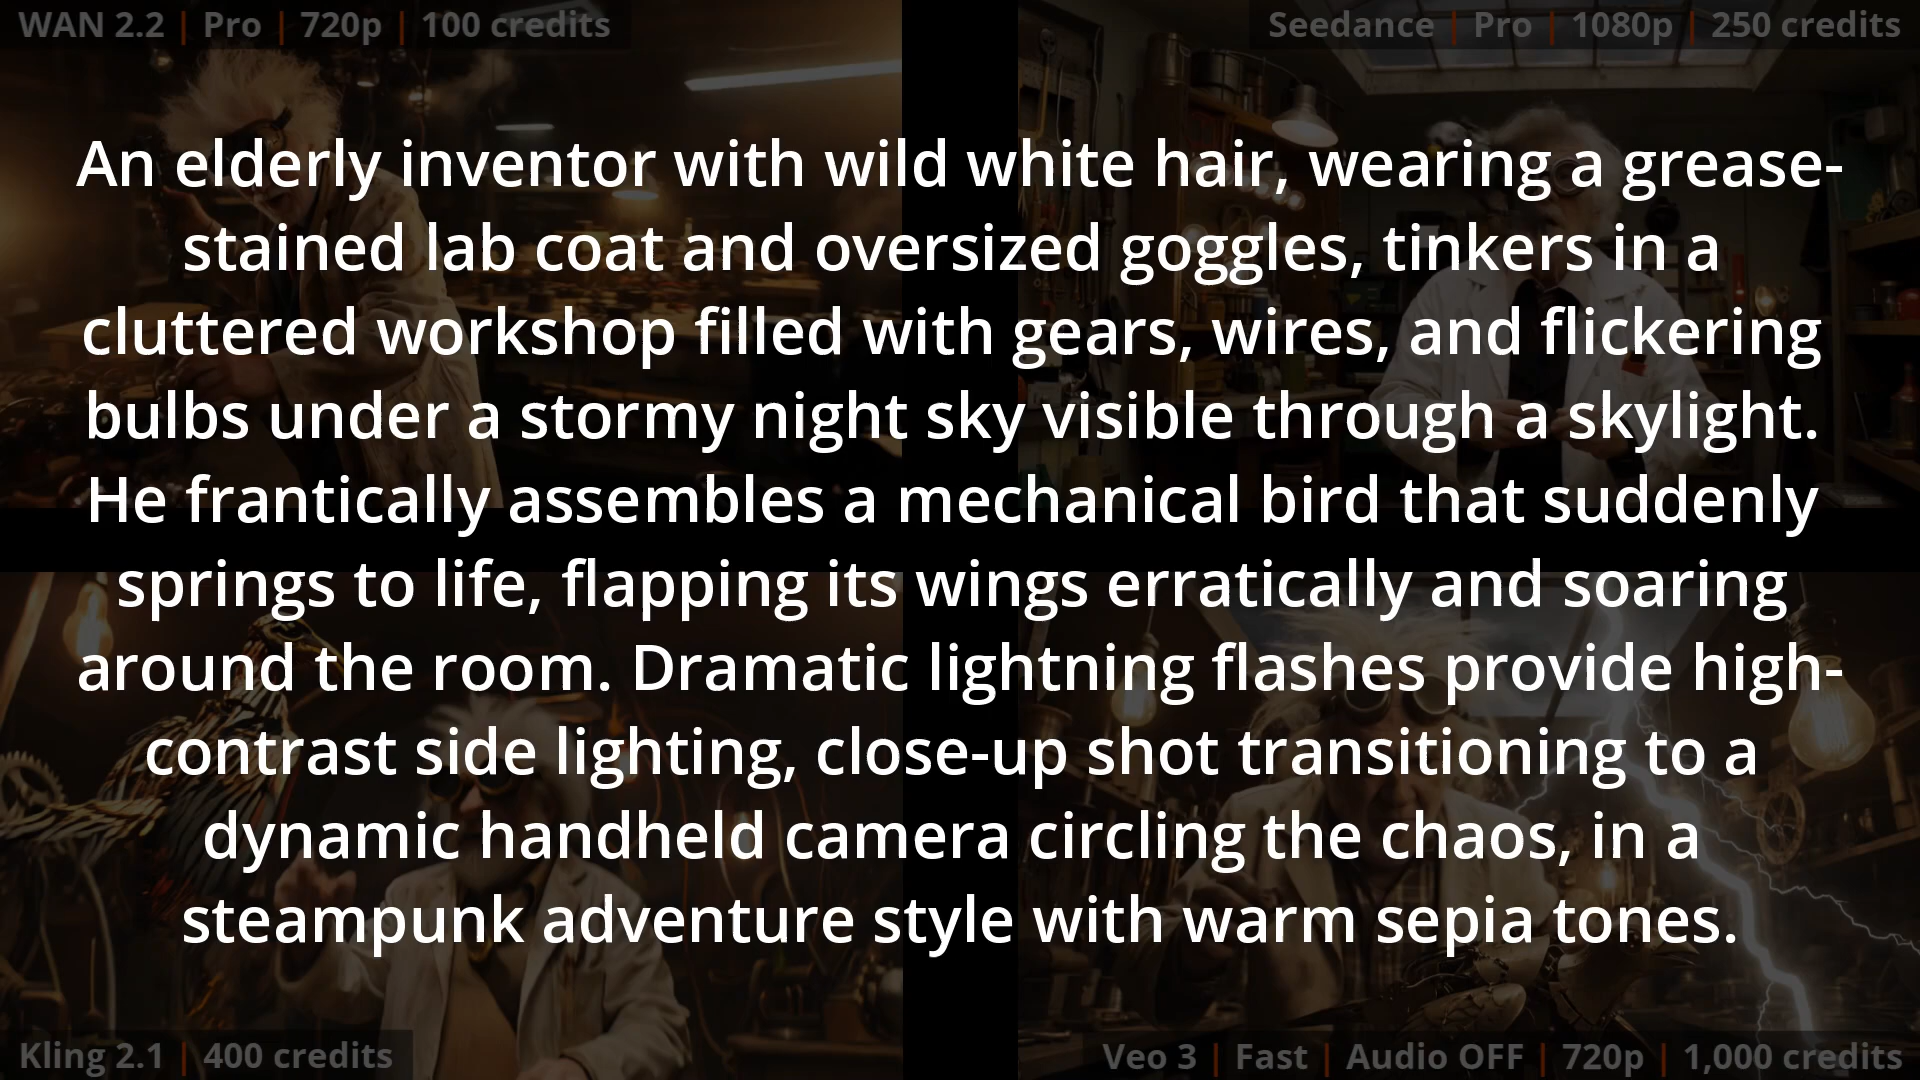 WAN 2.2 | Pro | 720p | 100 credits
Seedance | Pro | 1080p | 250 credits
An elderly inventor with wild white hair, wearing a grease-
stained lab coat and oversized goggles, tinkers in a
cluttered workshop filled with gears, wires, and flickering
bulbs under a stormy night sky visible through a skylight.
He frantically assembles a mechanical bird that suddenly
springs to life, flapping its wings erratically and soaring
around the room. Dramatic lightning flashes provide high-
contrast side lighting, close-up shot transitioning to a
dynamic handheld camera circling the chaos, in a
steampunk adventure style with warm sepia tones.
Kling 2.1 | 400 credits
Veo 3 | Fast | Audio OFF | 720p | 1,000 credits